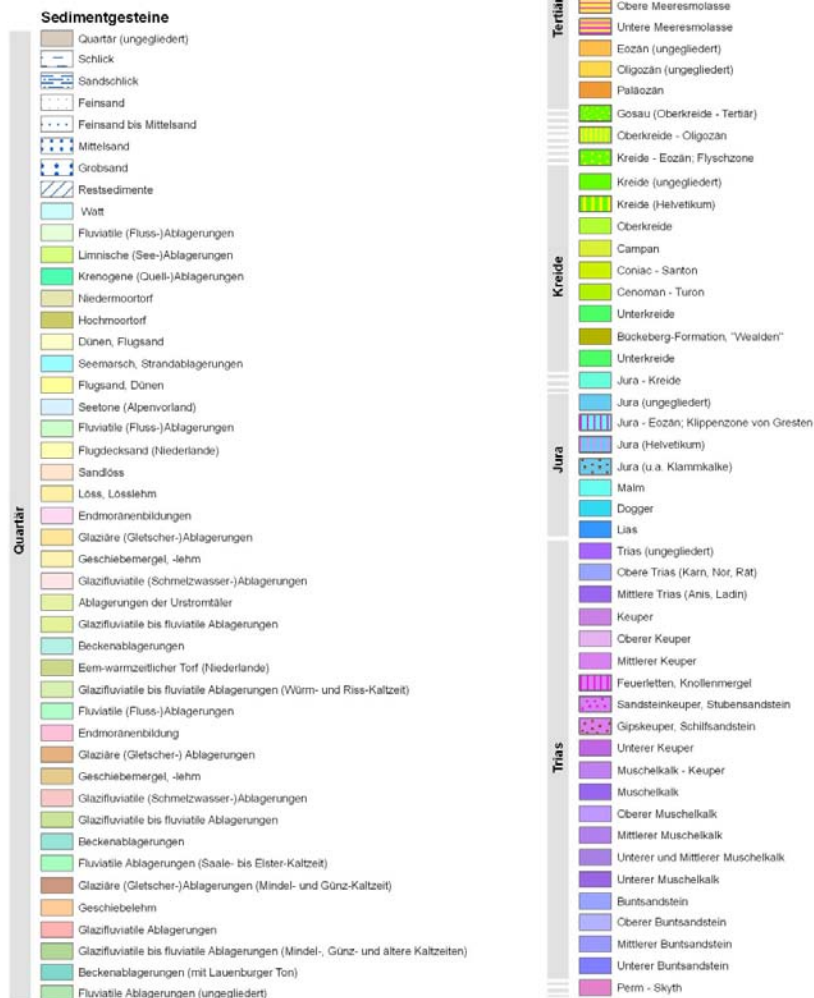 Sedimentgesteine
Quartär (ungegliedert)
Schlick
Sandschlick
Feinsand
Feinsand bis Mittelsand
Mittelsand
Grobsand
Restsedimente
Watt
Fluviatile (Fluss-)Ablagerungen
Limnische (See-)Ablagerungen
Krenogene (Quell-)Ablagerungen
Niedermoortorf
Hochmoortorf
Dünen, Flugsand
Seemarsch, Strandablagerungen
Flugsand, Dünen
Seetone (Alpenvorland)
Fluviatile (Fluss-)Ablagerungen
Flugdecksand (Niederlande)
Sandlöss
Löss, Lösslehm
Endmoränenbildungen
Glaziäre (Gletscher-)Ablagerungen
Geschiebemergel, -lehm
Glazifluviatile (Schmelzwasser-)Ablagerungen
Ablagerungen der Urstromtäler
Glazifluviatile bis fluviatile Ablagerungen
Beckenablagerungen
Eem-warmzeitlicher Torf (Niederlande)
Glazifluviatile bis fluviatile Ablagerungen (Würm- und Riss-Kaltzeit)
Fluviatile (Fluss-)Ablagerungen
Endmoränenbildung
Glaziäre (Gletscher-) Ablagerungen
Geschiebemergel, -lehm
Glazifluviatile (Schmelzwasser-)Ablagerungen
Glazifluviatile bis fluviatile Ablagerungen
Beckenablagerungen
Fluviatile Ablagerungen (Saale- bis Elster-Kaltzeit)
Glaziäre (Gletscher-)Ablagerungen (Mindel- und Günz-Kaltzeit)
Geschiebelehm
Glazifluviatile Ablagerungen
Glazifluviatile bis fluviatile Ablagerungen (Mindel-, Günz- und ältere Kaltzeiten)
Beckenablagerungen (mit Lauenburger Ton)
Fluviatile Ablagerungen (ungegliedert)
Quartär
Tertiär
Obere Meeresmolasse
Untere Meeresmolasse
Eozän (ungegliedert)
Oligozän (ungegliedert)
Paläozän
Gosau (Oberkreide - Tertiär)
Oberkreide - Oligozän
Kreide - Eozän; Flyschzone
Kreide
Kreide (ungegliedert)
Kreide (Helvetikum)
Oberkreide
Campan
Coniac - Santon
Cenoman - Turon
Unterkreide
Bückeberg-Formation, "Wealden"
Unterkreide
Jura - Kreide
Jura
Jura (ungegliedert)
Jura - Eozän; Klippenzone von Gresten
Jura (Helvetikum)
Jura (u.a. Klammkalke)
Malm
Dogger
Lias
Trias
Trias (ungegliedert)
Obere Trias (Karn, Nor, Rät)
Mittlere Trias (Anis, Ladin)
Keuper
Oberer Keuper
Mittlerer Keuper
Feuerletten, Knollenmergel
Sandsteinkeuper, Stubensandstein
Gipskeuper, Schilfsandstein
Unterer Keuper
Muschelkalk - Keuper
Muschelkalk
Oberer Muschelkalk
Mittlerer Muschelkalk
Unterer und Mittlerer Muschelkalk
Unterer Muschelkalk
Buntsandstein
Oberer Buntsandstein
Mittlerer Buntsandstein
Unterer Buntsandstein
Perm - Skyth